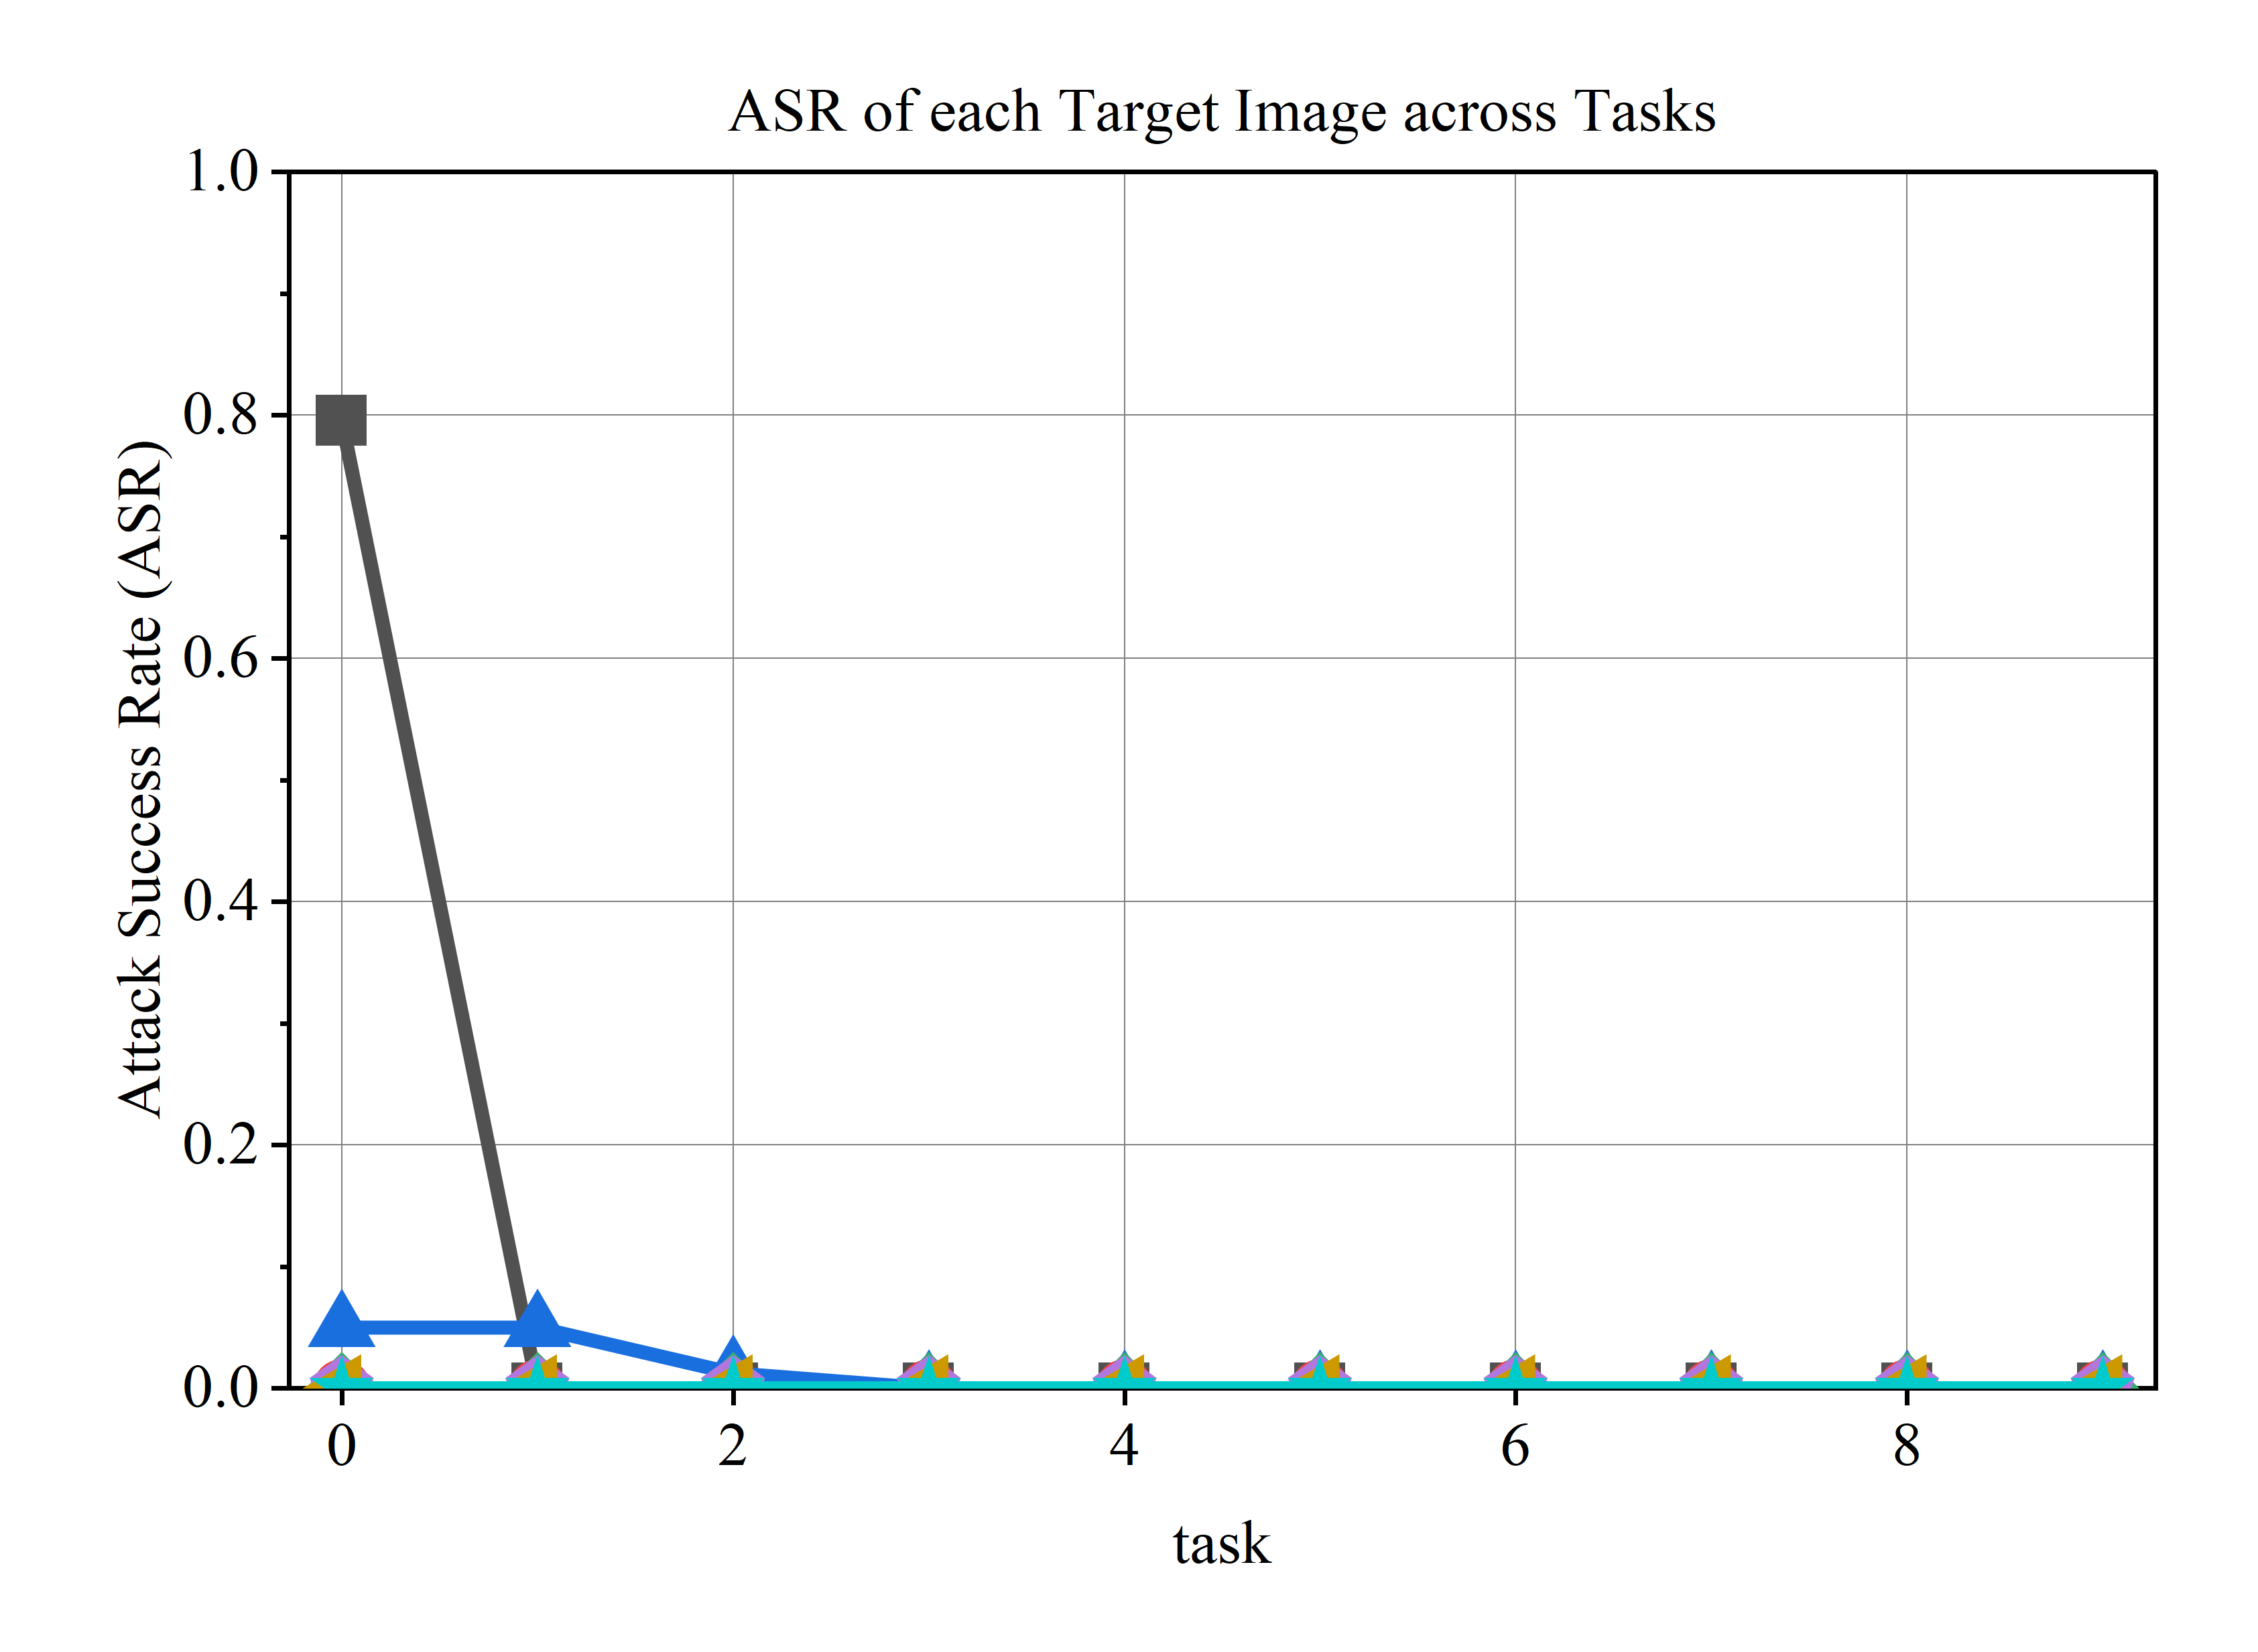 ASR of each Target Image across Tasks
1.0
0.8
0.6
0.4
0.2
0.0
Attack Success Rate (ASR)
0 2 4 6 8
task